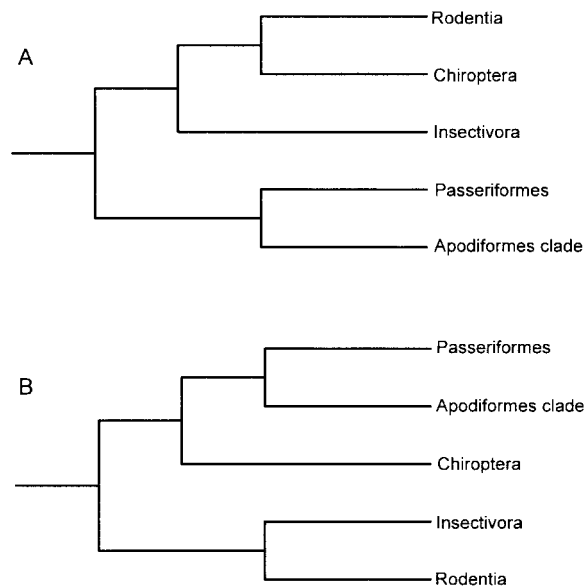 A
Rodentia
Chiroptera
Insectivora
Passeriformes
Apodiformes clade
B
Passeriformes
Apodiformes clade
Chiroptera
Insectivora
Rodentia